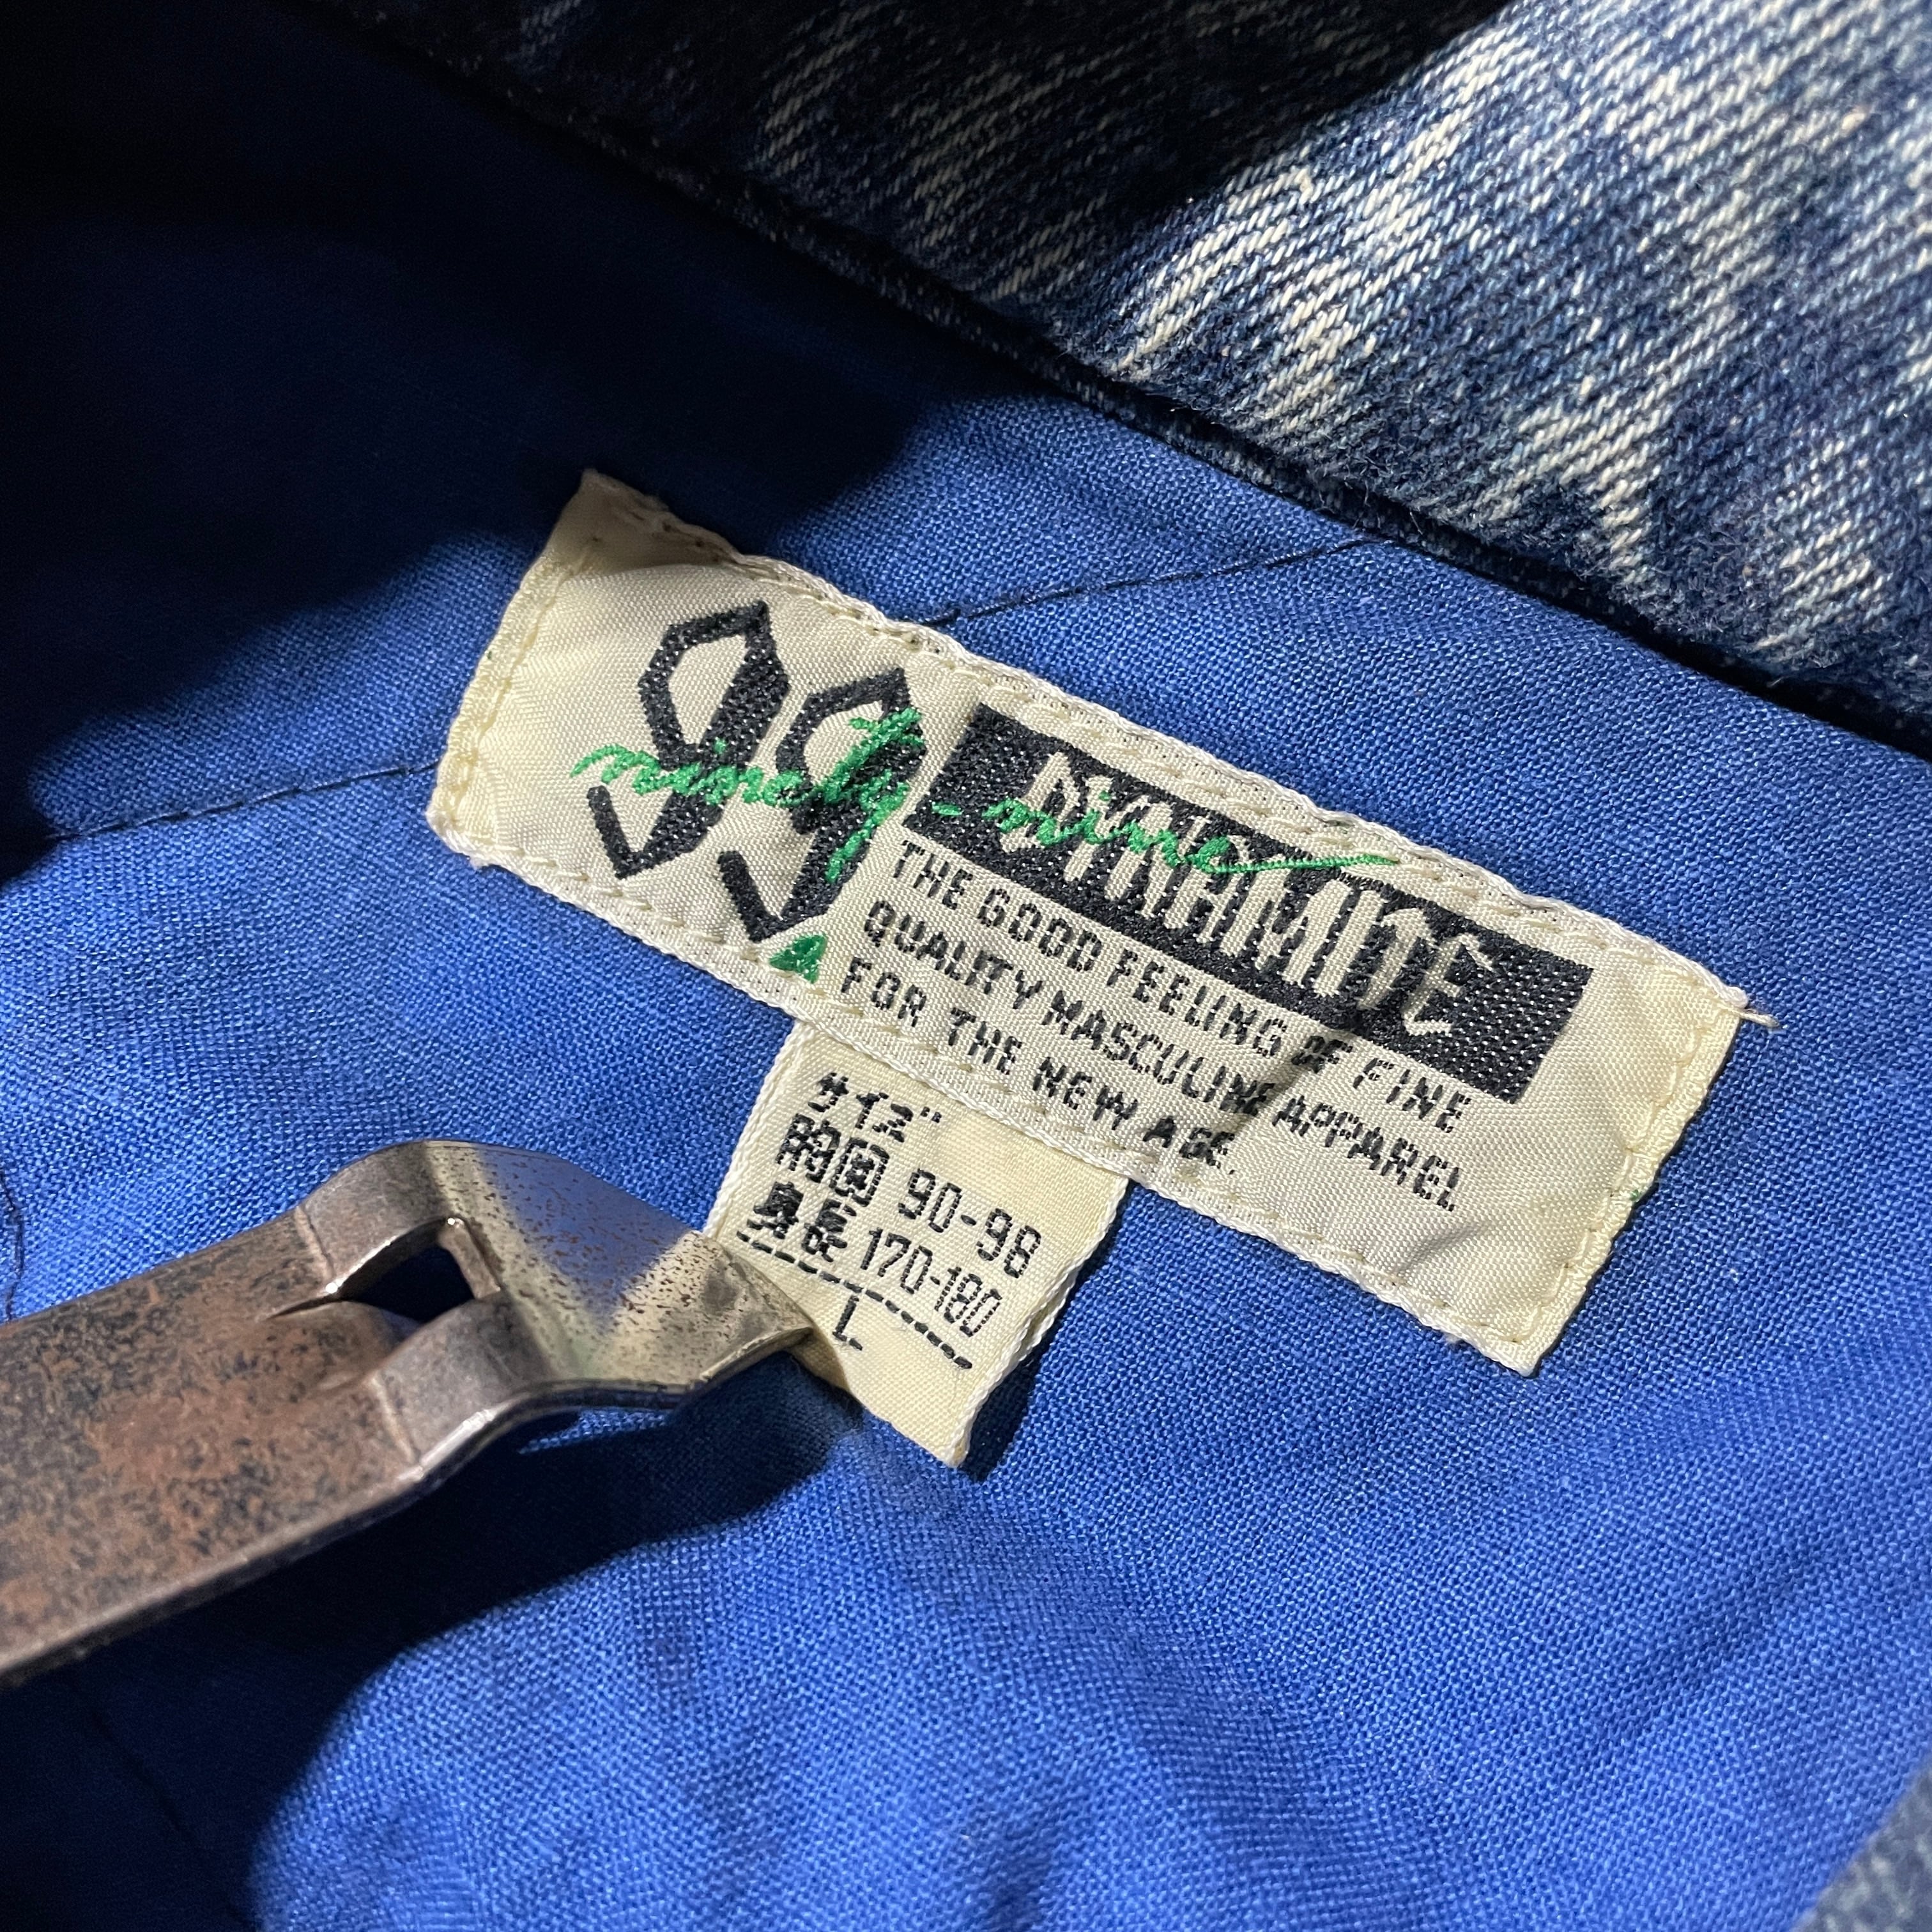 99
ninety-nine
DYNAMITE
THE GOOD FEELING OF FINE
QUALITY MASCULINE APPAREL
FOR THE NEW AGE.
サイズ
胸囲 90-98
身長 170-180
L